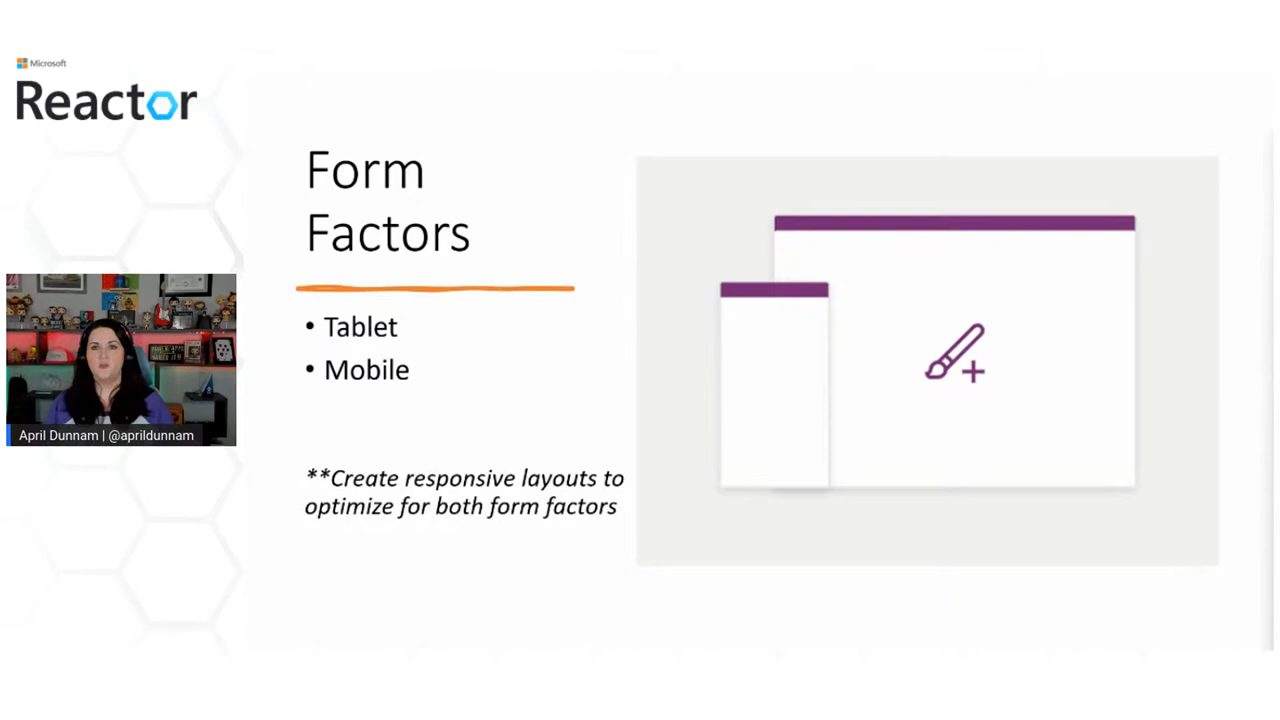 Microsoft
Reactor
Form
Factors
• Tablet
• Mobile
**Create responsive layouts to
optimize for both form factors
April Dunnam | @aprildunnam